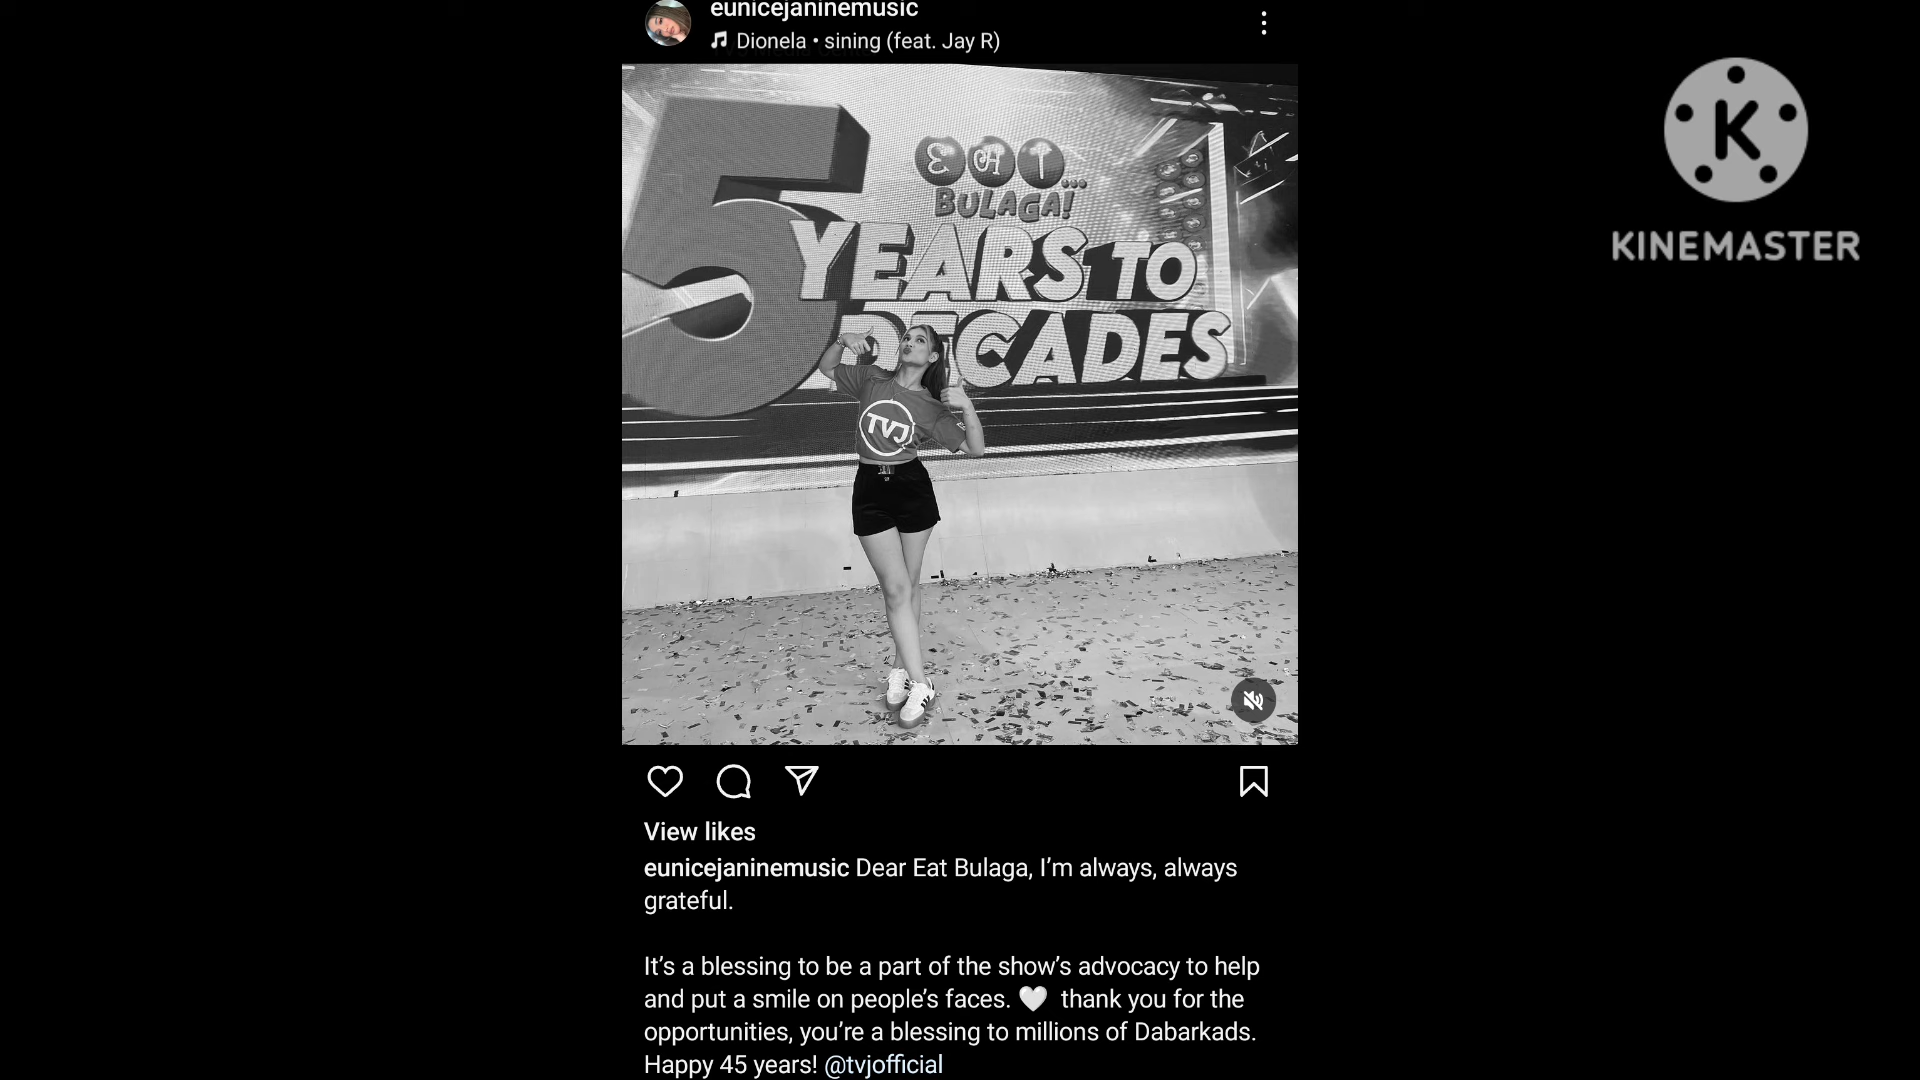 eunicejaninemusic
Dionela • sining (feat. Jay R)
K
KINEMASTER
5
EAT...
BULAGA!
YEARS TO
DECADES
TVJ
View likes
eunicejaninemusic Dear Eat Bulaga, I’m always, always
grateful.
It’s a blessing to be a part of the show’s advocacy to help
and put a smile on people’s faces. 🤍 thank you for the
opportunities, you’re a blessing to millions of Dabarkads.
Happy 45 years! @tvjofficial